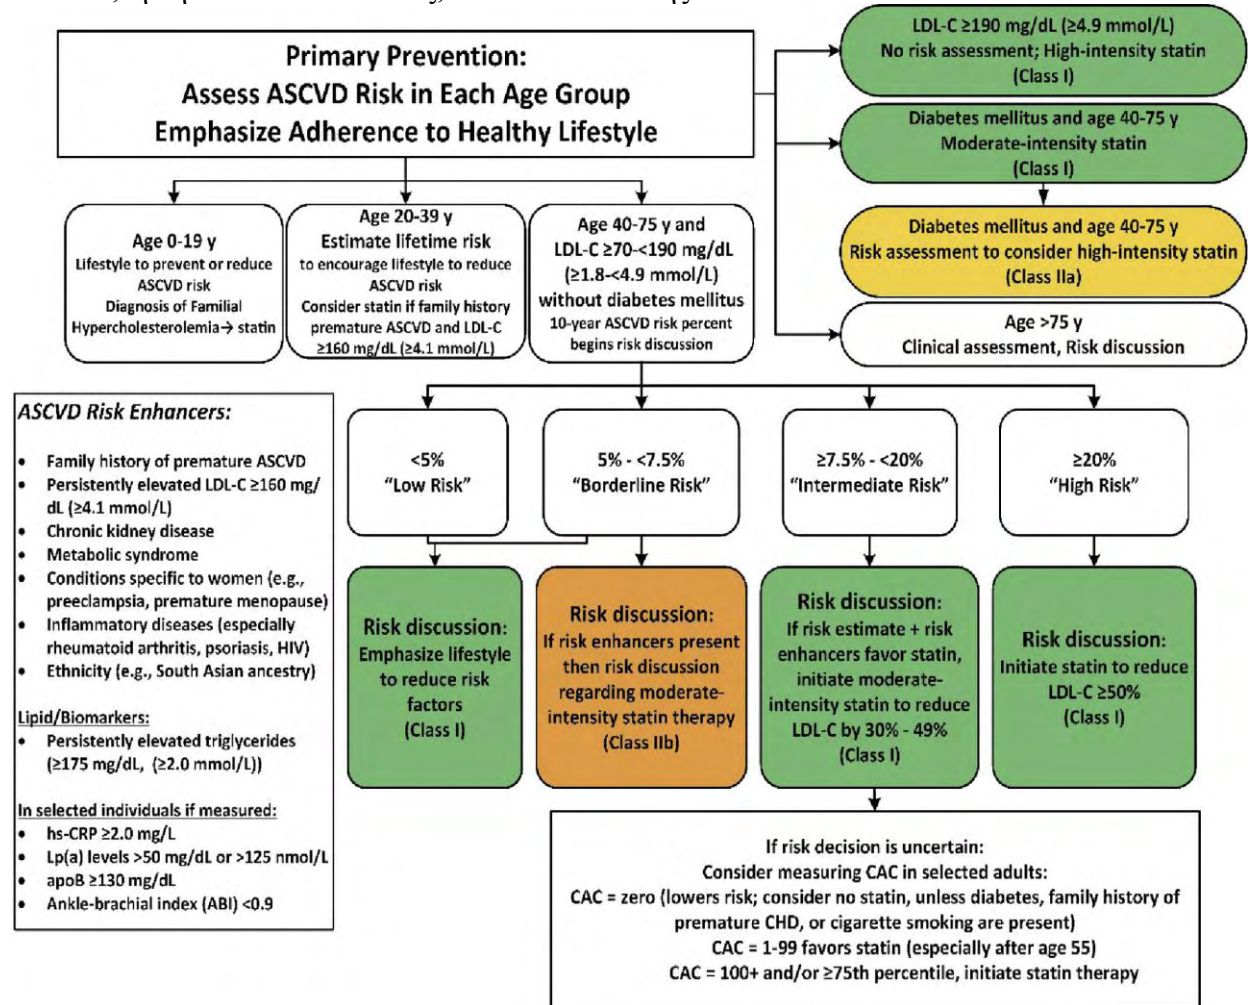 Primary Prevention:
Assess ASCVD Risk in Each Age Group
Emphasize Adherence to Healthy Lifestyle
LDL-C ≥190 mg/dL (≥4.9 mmol/L)
No risk assessment; High-intensity statin
(Class I)
Diabetes mellitus and age 40-75 y
Moderate-intensity statin
(Class I)
Diabetes mellitus and age 40-75 y
Risk assessment to consider high-intensity statin
(Class IIa)
Age >75 y
Clinical assessment, Risk discussion
Age 0-19 y
Lifestyle to prevent or reduce
ASCVD risk
Diagnosis of Familial
Hypercholesterolemia→ statin
Age 20-39 y
Estimate lifetime risk
to encourage lifestyle to reduce
ASCVD risk
Consider statin if family history
premature ASCVD and LDL-C
≥160 mg/dL (≥4.1 mmol/L)
Age 40-75 y and
LDL-C ≥70-<190 mg/dL
(≥1.8-<4.9 mmol/L)
without diabetes mellitus
10-year ASCVD risk percent
begins risk discussion
ASCVD Risk Enhancers:
• Family history of premature ASCVD
• Persistently elevated LDL-C ≥160 mg/
dL (≥4.1 mmol/L)
• Chronic kidney disease
• Metabolic syndrome
• Conditions specific to women (e.g.,
preeclampsia, premature menopause)
• Inflammatory diseases (especially
rheumatoid arthritis, psoriasis, HIV)
• Ethnicity (e.g., South Asian ancestry)
Lipid/Biomarkers:
• Persistently elevated triglycerides
(≥175 mg/dL, (≥2.0 mmol/L))
In selected individuals if measured:
• hs-CRP ≥2.0 mg/L
• Lp(a) levels >50 mg/dL or >125 nmol/L
• apoB ≥130 mg/dL
• Ankle-brachial index (ABI) <0.9
<5%
“Low Risk”
5% - <7.5%
“Borderline Risk”
≥7.5% - <20%
“Intermediate Risk”
≥20%
“High Risk”
Risk discussion:
Emphasize lifestyle
to reduce risk
factors
(Class I)
Risk discussion:
If risk enhancers present
then risk discussion
regarding moderate-
intensity statin therapy
(Class IIb)
Risk discussion:
If risk estimate + risk
enhancers favor statin,
initiate moderate-
intensity statin to reduce
LDL-C by 30% - 49%
(Class I)
Risk discussion:
Initiate statin to reduce
LDL-C ≥50%
(Class I)
If risk decision is uncertain:
Consider measuring CAC in selected adults:
CAC = zero (lowers risk; consider no statin, unless diabetes, family history of
premature CHD, or cigarette smoking are present)
CAC = 1-99 favors statin (especially after age 55)
CAC = 100+ and/or ≥75th percentile, initiate statin therapy